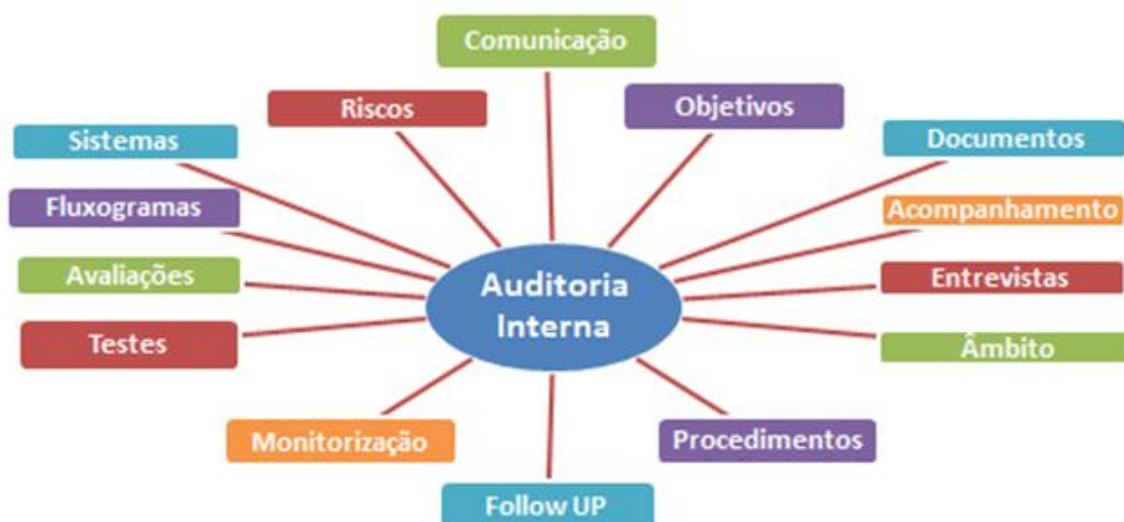 Comunicação
Riscos
Objetivos
Sistemas
Documentos
Fluxogramas
Acompanhamento
Avaliações
Auditoria
Interna
Entrevistas
Testes
Âmbito
Monitorização
Procedimentos
Follow UP